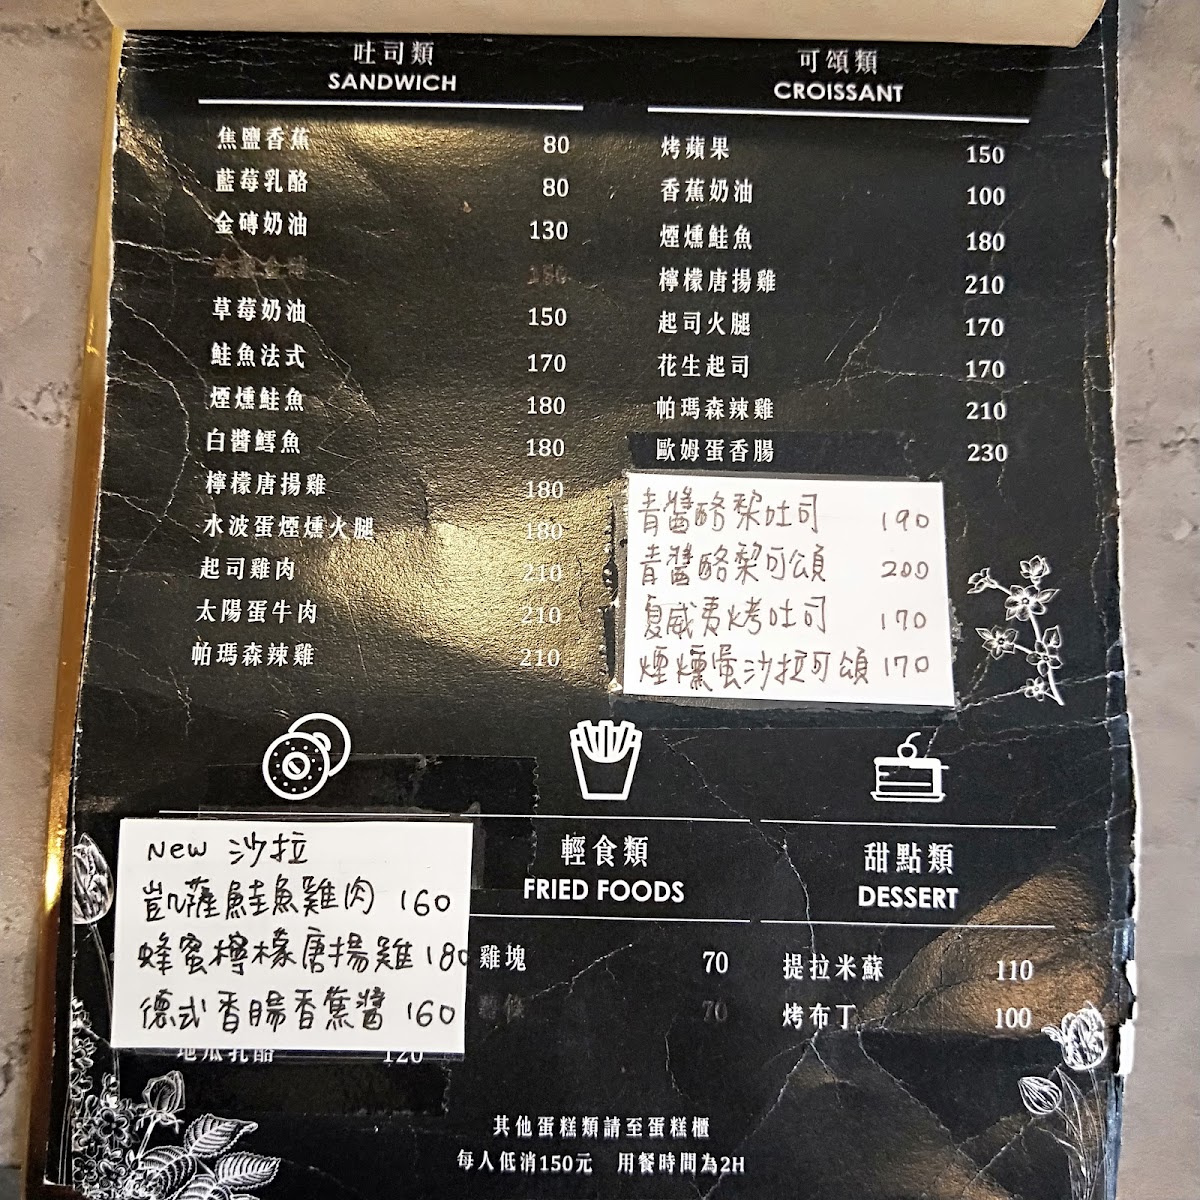 吐司類
SANDWICH
焦鹽香蕉 80
藍莓乳酪 80
金磚奶油 130
草莓奶油 150
鮭魚法式 170
煙燻鮭魚 180
白醬鱈魚 180
檸檬唐揚雞 180
水波蛋煙燻火腿 180
起司雞肉 210
太陽蛋牛肉 210
帕瑪森辣雞 210
可頌類
CROISSANT
烤蘋果 150
香蕉奶油 100
煙燻鮭魚 180
檸檬唐揚雞 210
起司火腿 170
花生起司 170
帕瑪森辣雞 210
歐姆蛋香腸 230
青醬酪梨吐司 190
青醬酪梨可頌 200
夏威夷烤吐司 170
煙燻蛋沙拉可頌 170
New 沙拉
凱薩鮭魚雞肉 160
蜂蜜檸檬唐揚雞 180
德式香腸香蕉醬 160
地瓜乳酪 120
輕食類
FRIED FOODS
雞塊 70
薯條 70
甜點類
DESSERT
提拉米蘇 110
烤布丁 100
其他蛋糕類請至蛋糕櫃
每人低消150元 用餐時間為2H